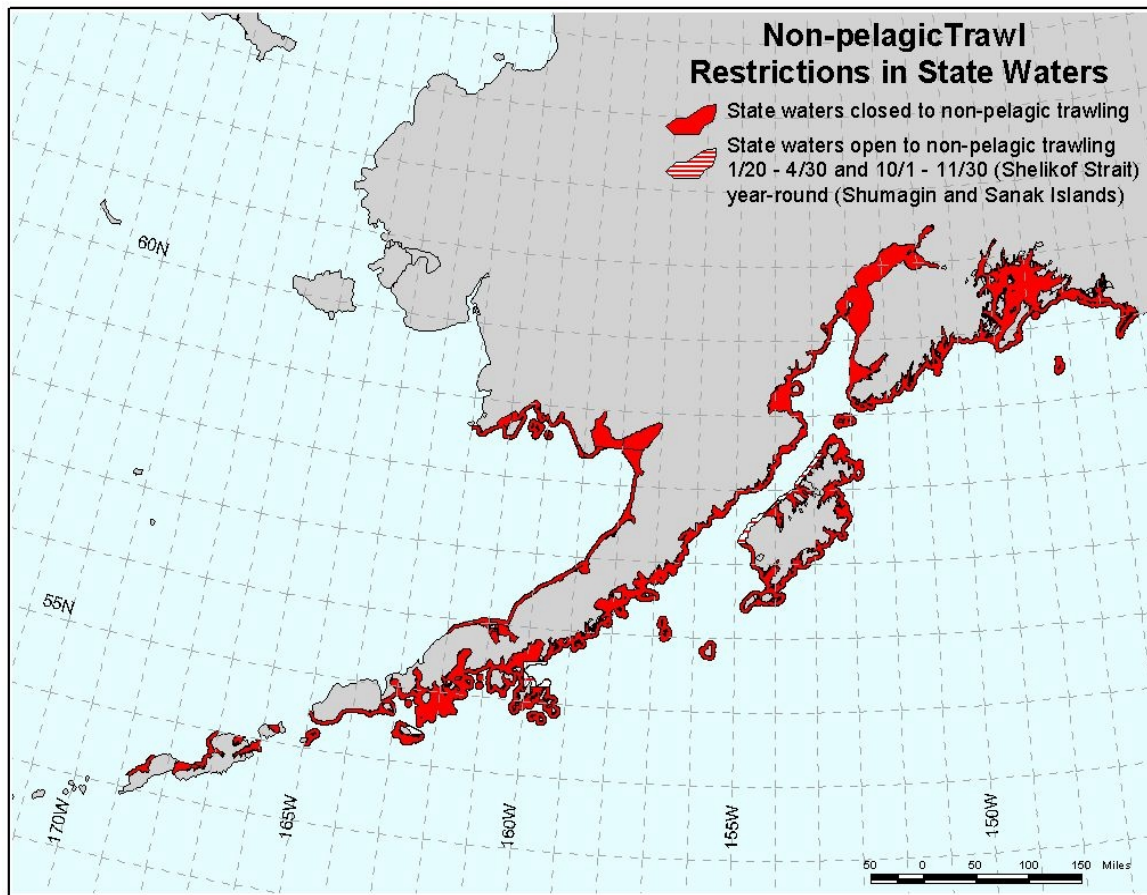 Non-pelagicTrawl
Restrictions in State Waters
State waters closed to non-pelagic trawling
State waters open to non-pelagic trawling
1/20 - 4/30 and 10/1 - 11/30 (Shelikof Strait)
year-round (Shumagin and Sanak Islands)
60N
55N
170W
165W
160W
155W
150W
50 0 50 100 150 Miles